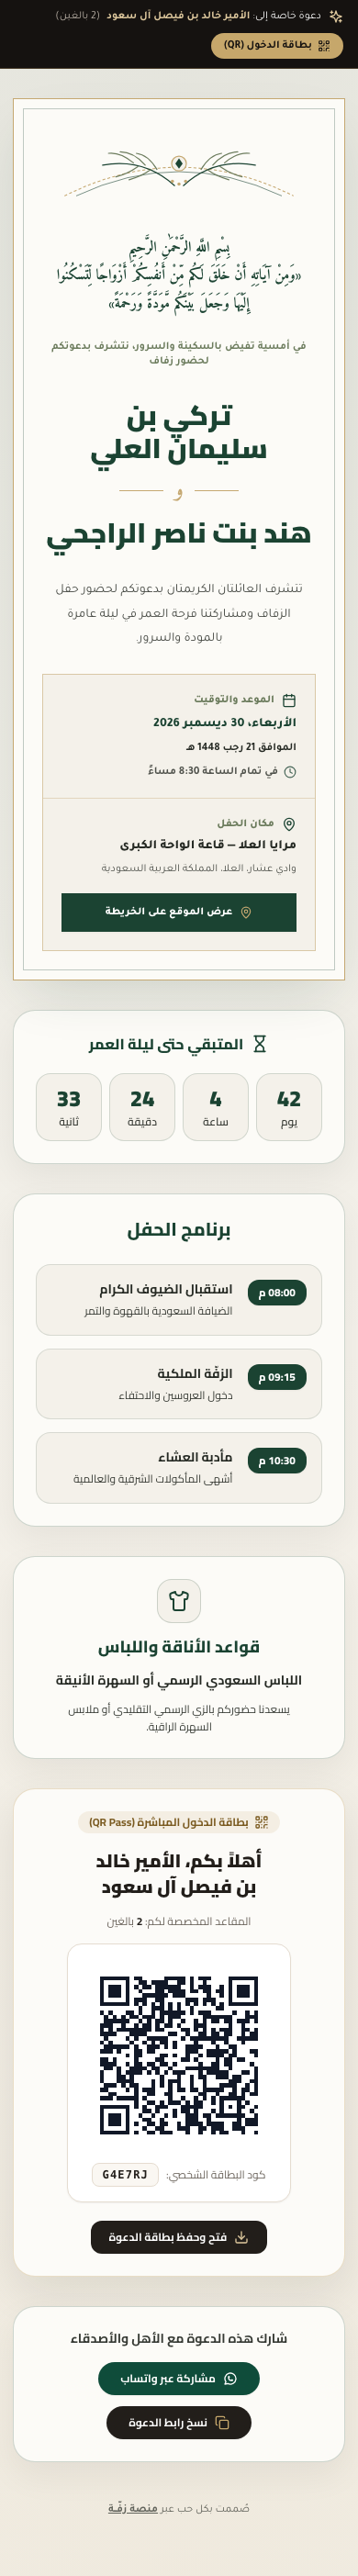 دعوة خاصة إلى: الأمير خالد بن فيصل آل سعود (2 بالغين)
بطاقة الدخول (QR)
بِسْمِ اللَّهِ الرَّحْمَٰنِ الرَّحِيمِ
«وَمِنْ آيَاتِهِ أَنْ خَلَقَ لَكُم مِّنْ أَنفُسِكُمْ أَزْوَاجًا لِّتَسْكُنُوا
إِلَيْهَا وَجَعَلَ بَيْنَكُم مَّوَدَّةً وَرَحْمَةً»
في أمسية تفيض بالسكينة والسرور، نتشرف بدعوتكم
لحضور زفاف
تركي بن
سليمان العلي
و
هند بنت ناصر الراجحي
تتشرف العائلتان الكريمتان بدعوتكم لحضور حفل
الزفاف ومشاركتنا فرحة العمر في ليلة عامرة
بالمودة والسرور.
الموعد والتوقيت
الأربعاء، 30 ديسمبر 2026
الموافق 21 رجب 1448 هـ
في تمام الساعة 8:30 مساءً
مكان الحفل
مرايا العلا – قاعة الواحة الكبرى
وادي عشار، العلا، المملكة العربية السعودية
عرض الموقع على الخريطة
المتبقي حتى ليلة العمر
42 4 24 33
يوم ساعة دقيقة ثانية
برنامج الحفل
08:00 م استقبال الضيوف الكرام
الضيافة السعودية بالقهوة والتمر
09:15 م الزفّة الملكية
دخول العروسين والاحتفاء
10:30 م مأدبة العشاء
أشهى المأكولات الشرقية والعالمية
قواعد الأناقة واللباس
اللباس السعودي الرسمي أو السهرة الأنيقة
يسعدنا حضوركم بالزي الرسمي التقليدي أو ملابس
السهرة الراقية.
بطاقة الدخول المباشرة (QR Pass)
أهلاً بكم، الأمير خالد
بن فيصل آل سعود
المقاعد المخصصة لكم: 2 بالغين
كود البطاقة الشخصي: G4E7RJ
فتح وحفظ بطاقة الدعوة
شارك هذه الدعوة مع الأهل والأصدقاء
مشاركة عبر واتساب
نسخ رابط الدعوة
صُممت بكل حب عبر منصة زفّـة